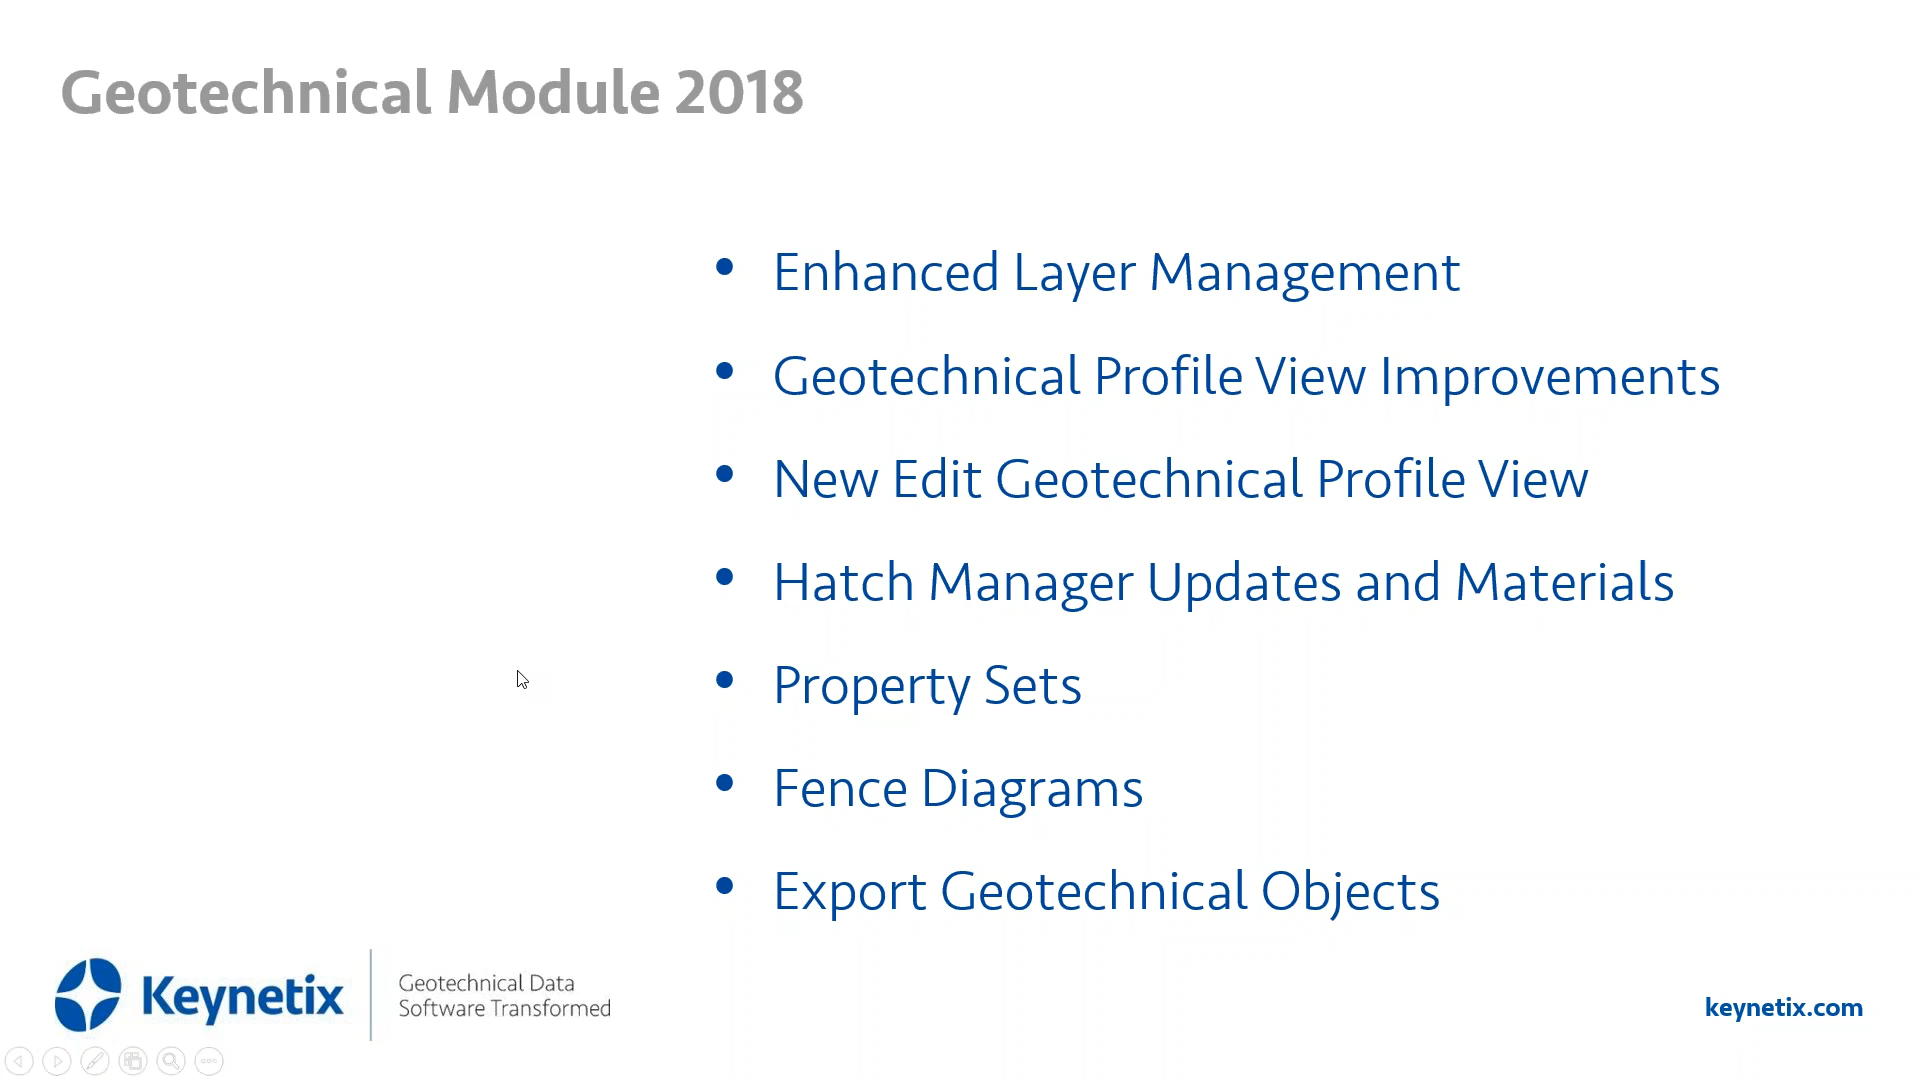 Geotechnical Module 2018
• Enhanced Layer Management
• Geotechnical Profile View Improvements
• New Edit Geotechnical Profile View
• Hatch Manager Updates and Materials
• Property Sets
• Fence Diagrams
• Export Geotechnical Objects
Keynetix
Geotechnical Data
Software Transformed
keynetix.com